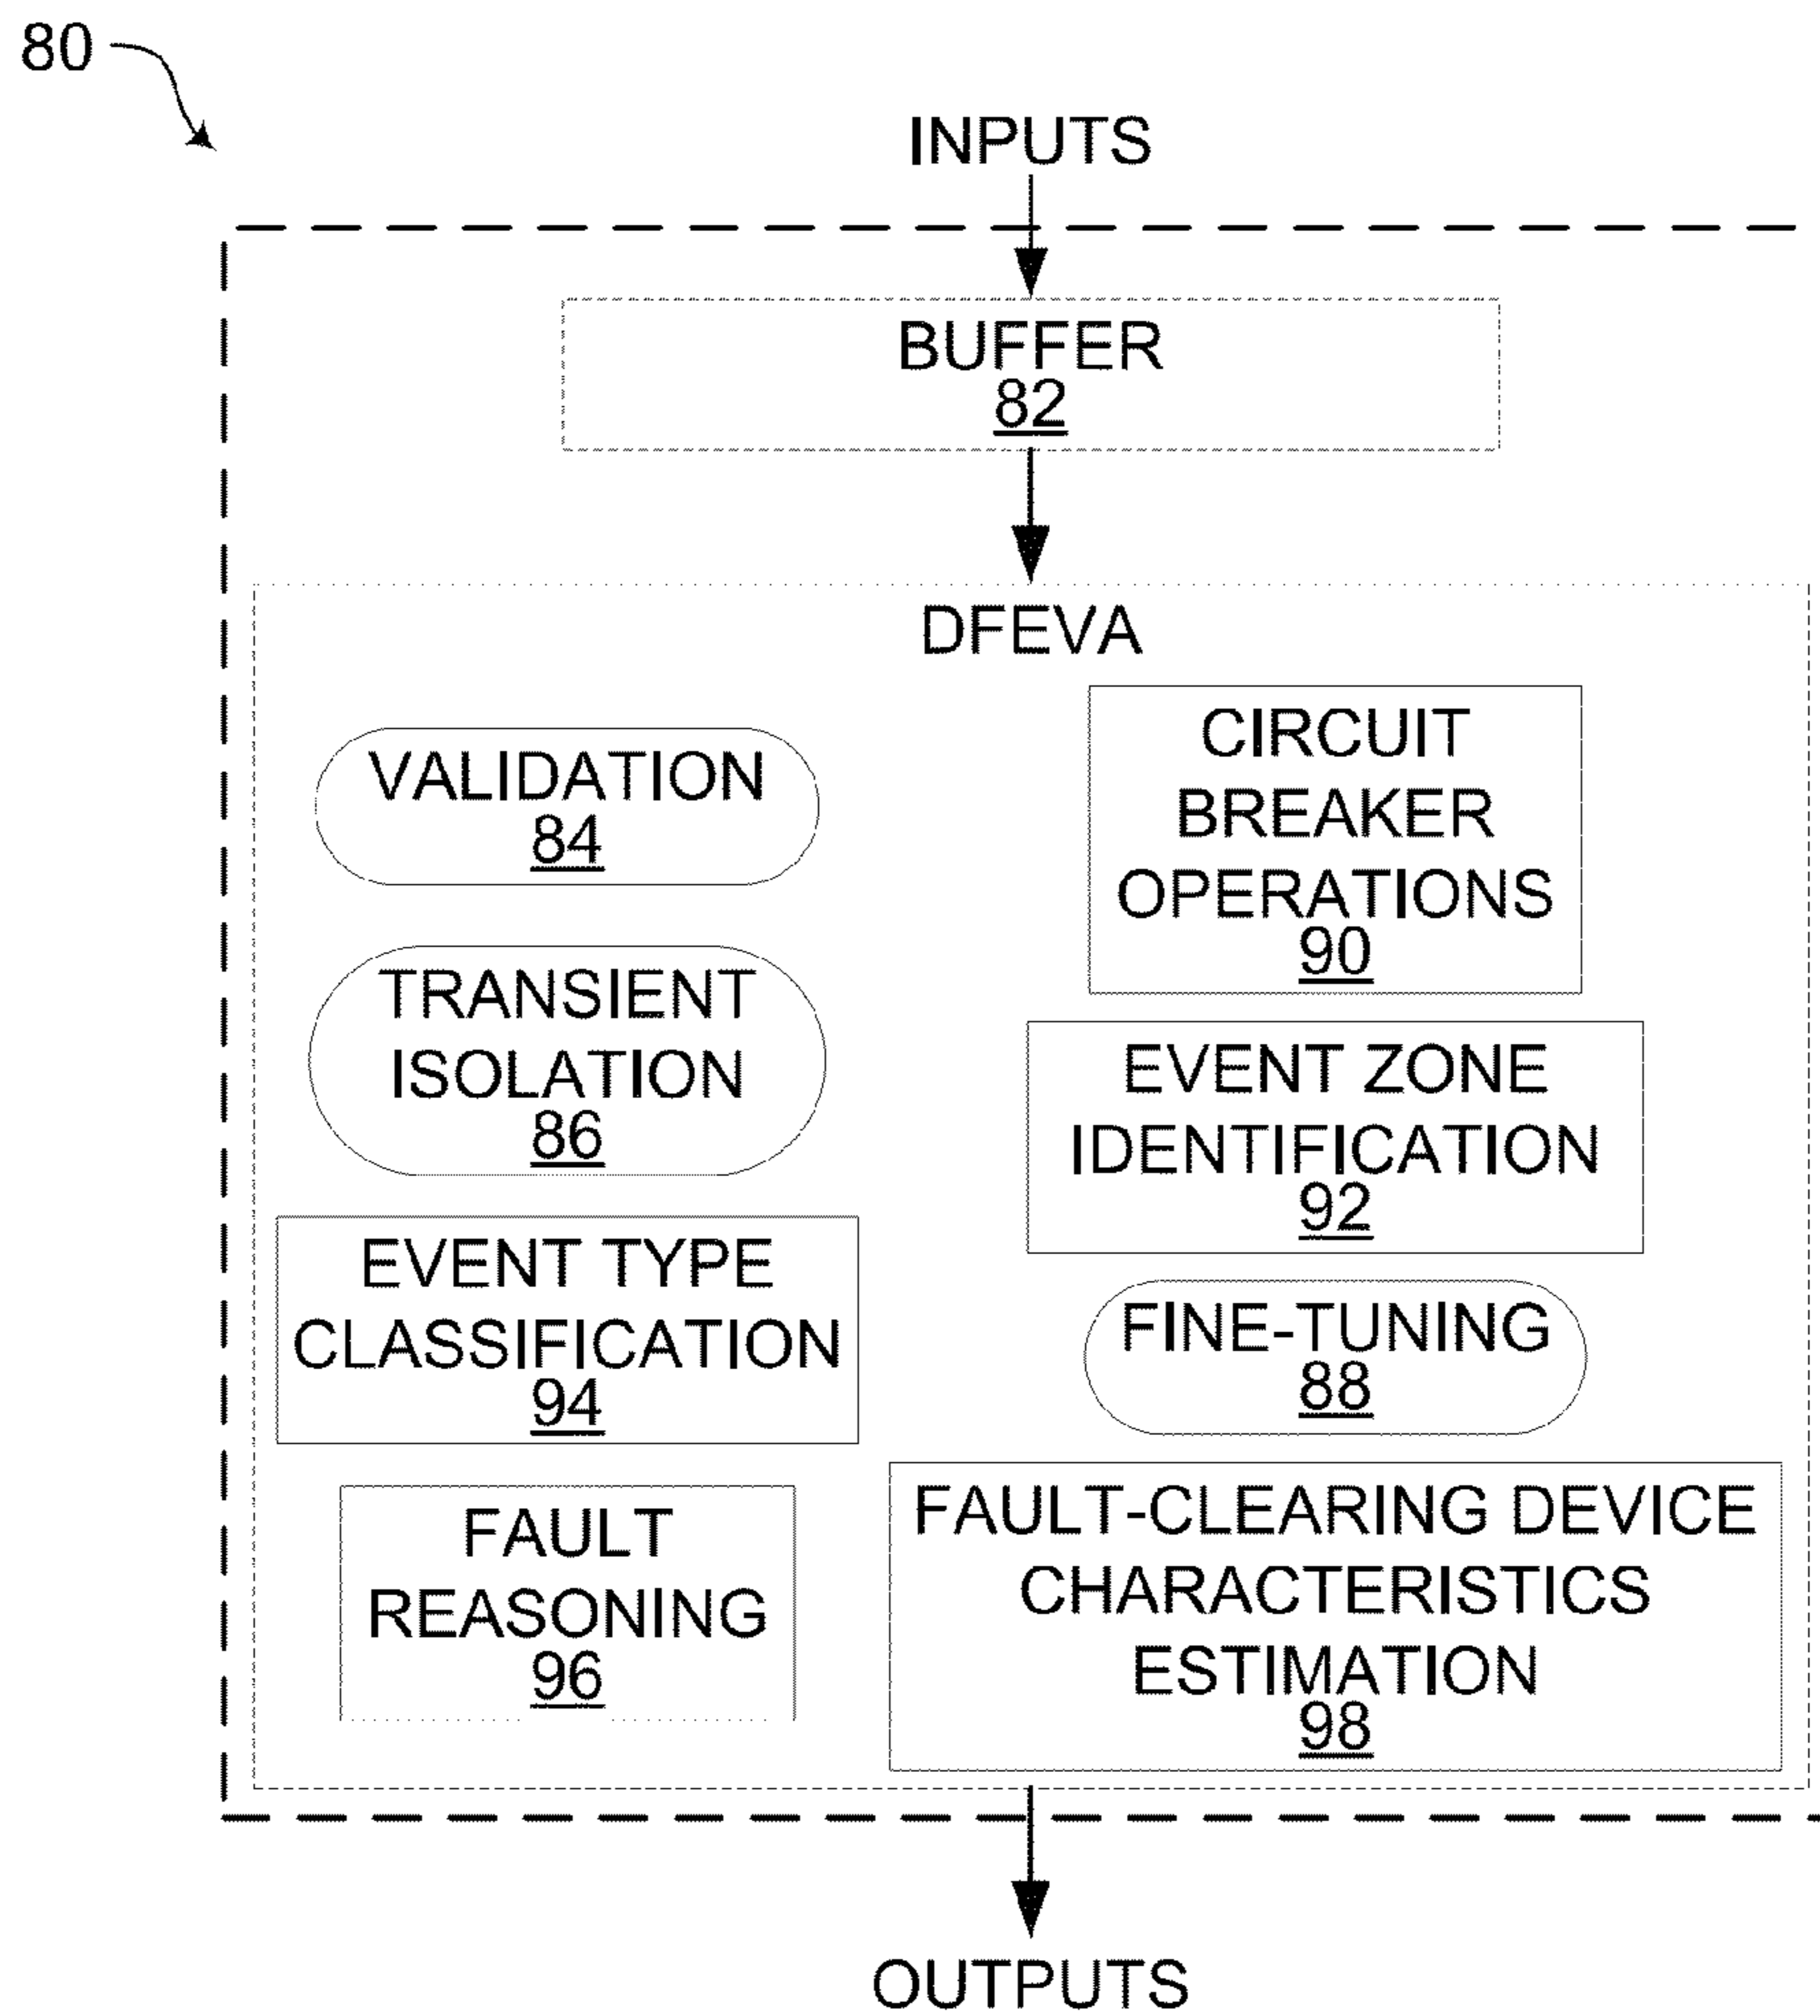 80
INPUTS
BUFFER
82
DFEVA
VALIDATION
84
TRANSIENT
ISOLATION
86
EVENT TYPE
CLASSIFICATION
94
FAULT
REASONING
96
CIRCUIT
BREAKER
OPERATIONS
90
EVENT ZONE
IDENTIFICATION
92
FINE-TUNING
88
FAULT-CLEARING DEVICE
CHARACTERISTICS
ESTIMATION
98
OUTPUTS